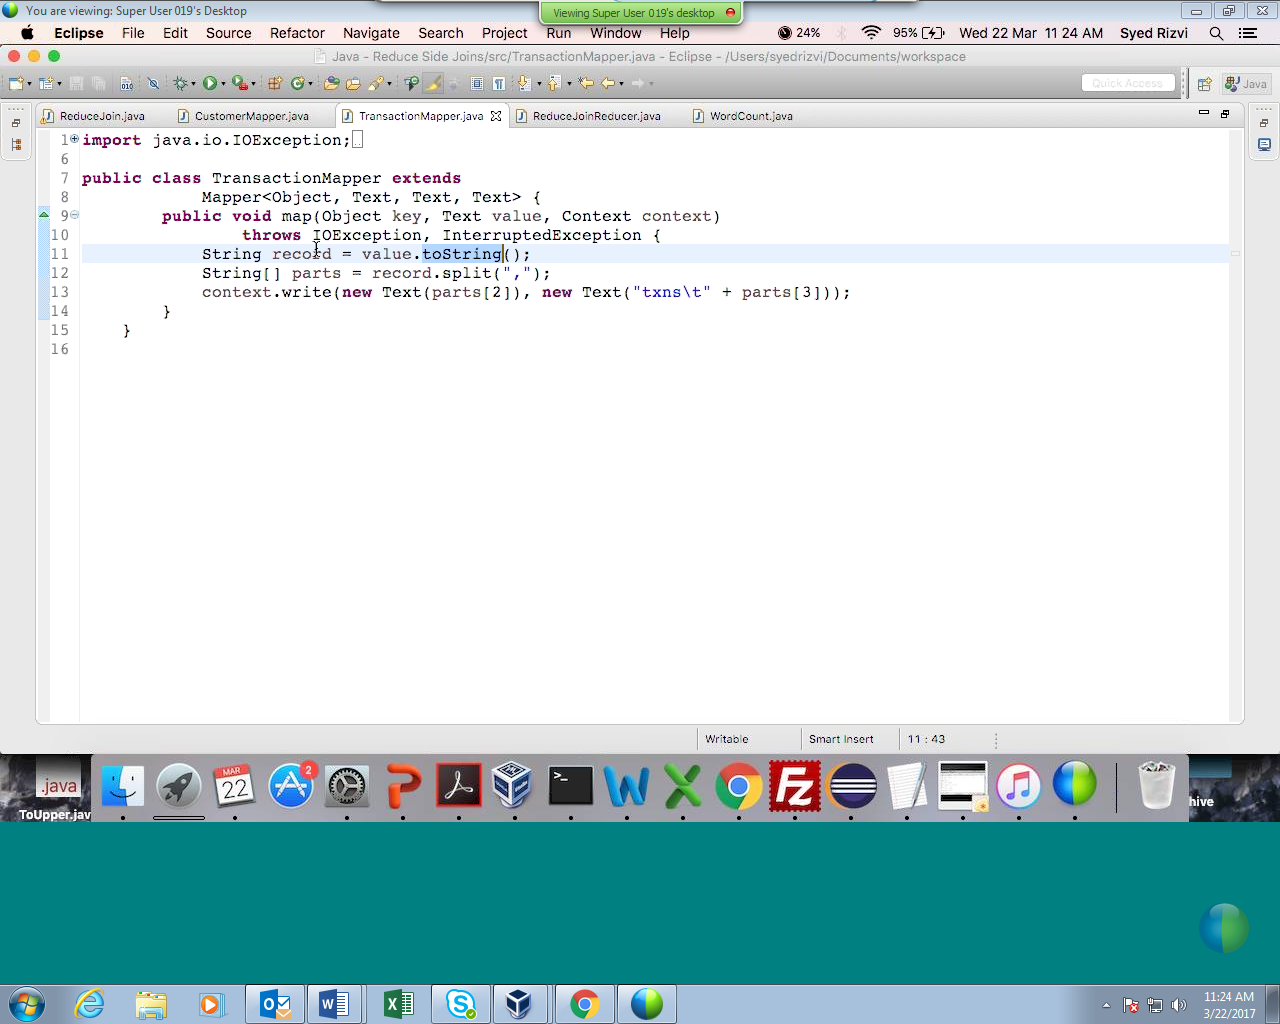 You are viewing: Super User 019's Desktop
Viewing Super User 019's desktop
Eclipse File Edit Source Refactor Navigate Search Project Run Window Help 24% 95% Wed 22 Mar 11 24 AM Syed Rizvi
Java - Reduce Side Joins/src/TransactionMapper.java - Eclipse - /Users/syedrizvi/Documents/workspace
Quick Access
Java
ReduceJoin.java CustomerMapper.java TransactionMapper.java ReduceJoinReducer.java WordCount.java
1 import java.io.IOException;
6
7 public class TransactionMapper extends
8 Mapper<Object, Text, Text, Text> {
9 public void map(Object key, Text value, Context context)
10 throws IOException, InterruptedException {
11 String record = value.toString();
12 String[] parts = record.split(",");
13 context.write(new Text(parts[2]), new Text("txns\t" + parts[3]));
14 }
15 }
16
Writable Smart Insert 11 : 43
.java
ToUpper.jav
MAR
22
2
hive
11:24 AM
3/22/2017